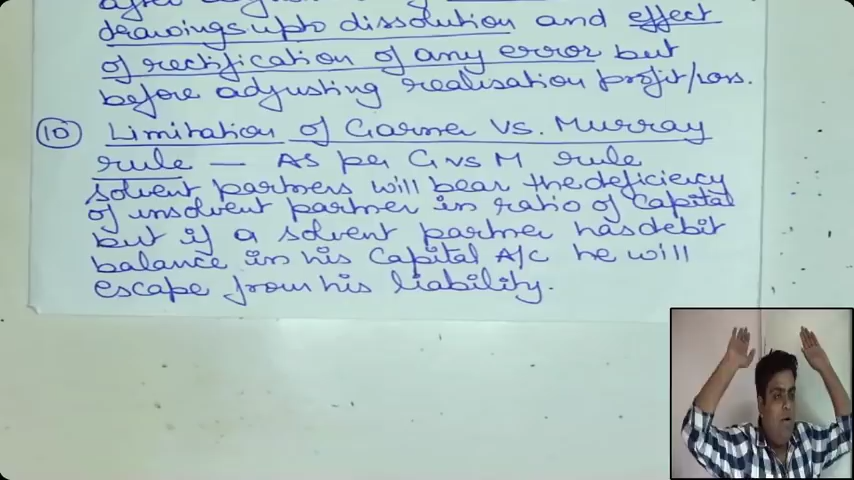 after
drawings upto dissolution and effect
of rectification of any error but
before adjusting realisation profit/loss.
10 Limitation of Garner Vs. Murray
rule — As per G vs M rule
solvent partners will bear the deficiency
of insolvent partner in ratio of Capital
but if a solvent partner has debit
balance in his Capital A/c he will
escape from his liability.